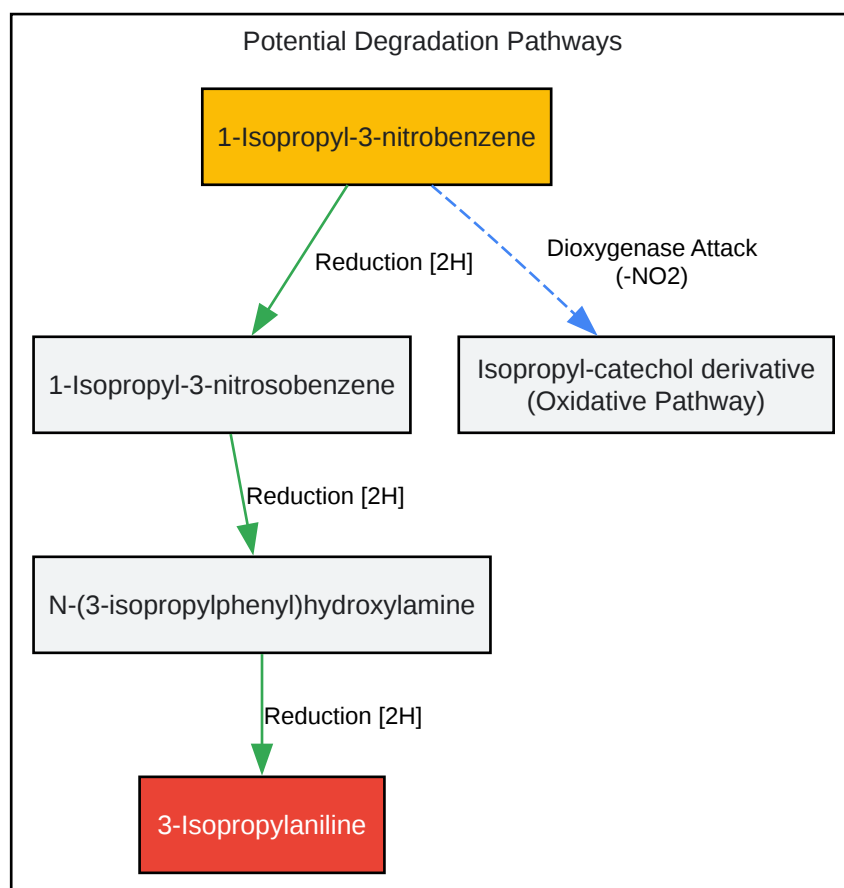 Potential Degradation Pathways
1-Isopropyl-3-nitrobenzene
Reduction [2H]
Dioxygenase Attack
(-NO2)
1-Isopropyl-3-nitrosobenzene
Isopropyl-catechol derivative
(Oxidative Pathway)
Reduction [2H]
N-(3-isopropylphenyl)hydroxylamine
Reduction [2H]
3-Isopropylaniline